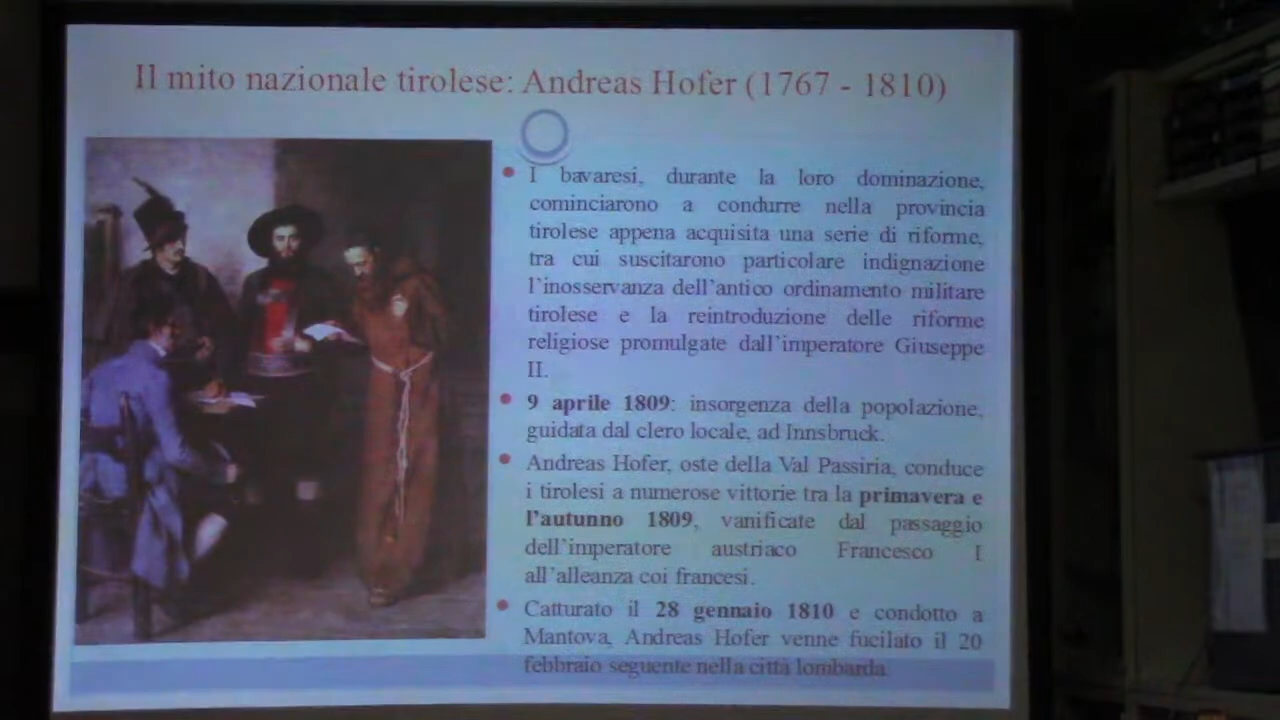 Il mito nazionale tirolese: Andreas Hofer (1767 - 1810)
I bavaresi, durante la loro dominazione,
cominciarono a condurre nella provincia
tirolese appena acquisita una serie di riforme,
tra cui suscitarono particolare indignazione
l'inosservanza dell'antico ordinamento militare
tirolese e la reintroduzione delle riforme
religiose promulgate dall'imperatore Giuseppe
II.
9 aprile 1809: insorgenza della popolazione,
guidata dal clero locale, ad Innsbruck.
Andreas Hofer, oste della Val Passiria, conduce
i tirolesi a numerose vittorie tra la primavera e
l'autunno 1809, vanificate dal passaggio
dell'imperatore austriaco Francesco I
all'alleanza coi francesi.
Catturato il 28 gennaio 1810 e condotto a
Mantova, Andreas Hofer venne fucilato il 20
febbraio seguente nella città lombarda.